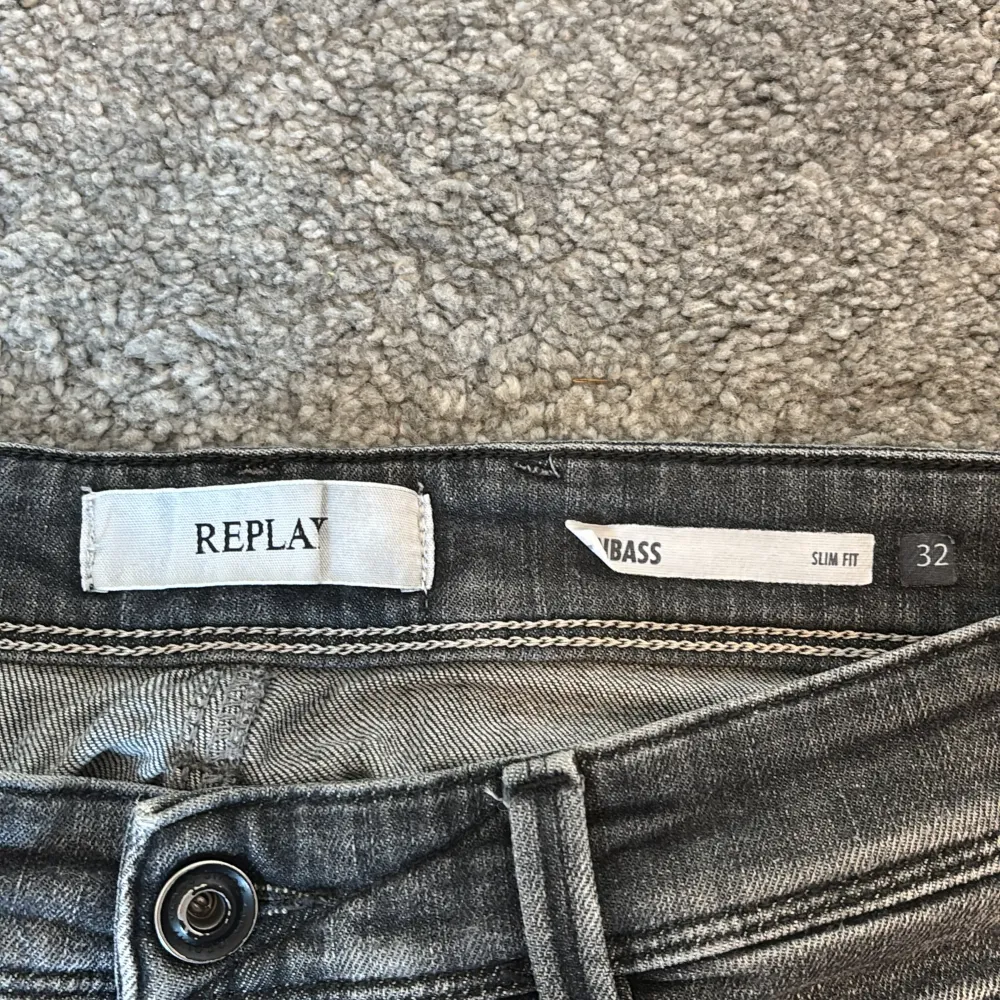 REPLAY
NBASS SLIM FIT
32